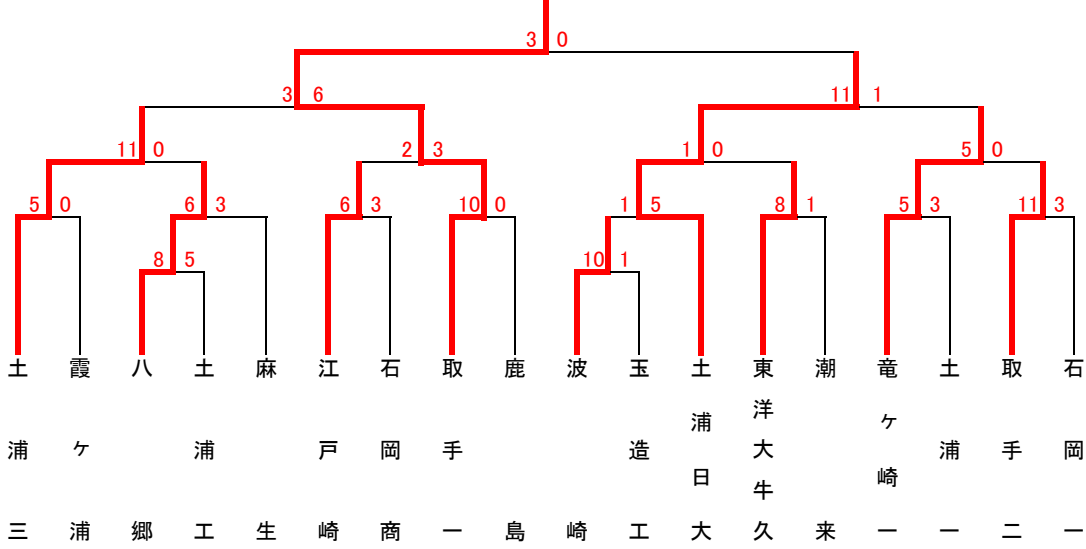 3 0
3 6
11 1
11 0
2 3
1 0
5 0
5 0
6 3
6 3
10 0
1 5
8 1
5 3
11 3
8 5
10 1
土浦三
霞ケ浦
八郷
土浦工
麻生
江戸崎
石岡商
取手一
鹿島
波崎
玉造工
土浦日大
東洋大牛久
潮来
竜ケ崎一
土浦一
取手二
石岡一